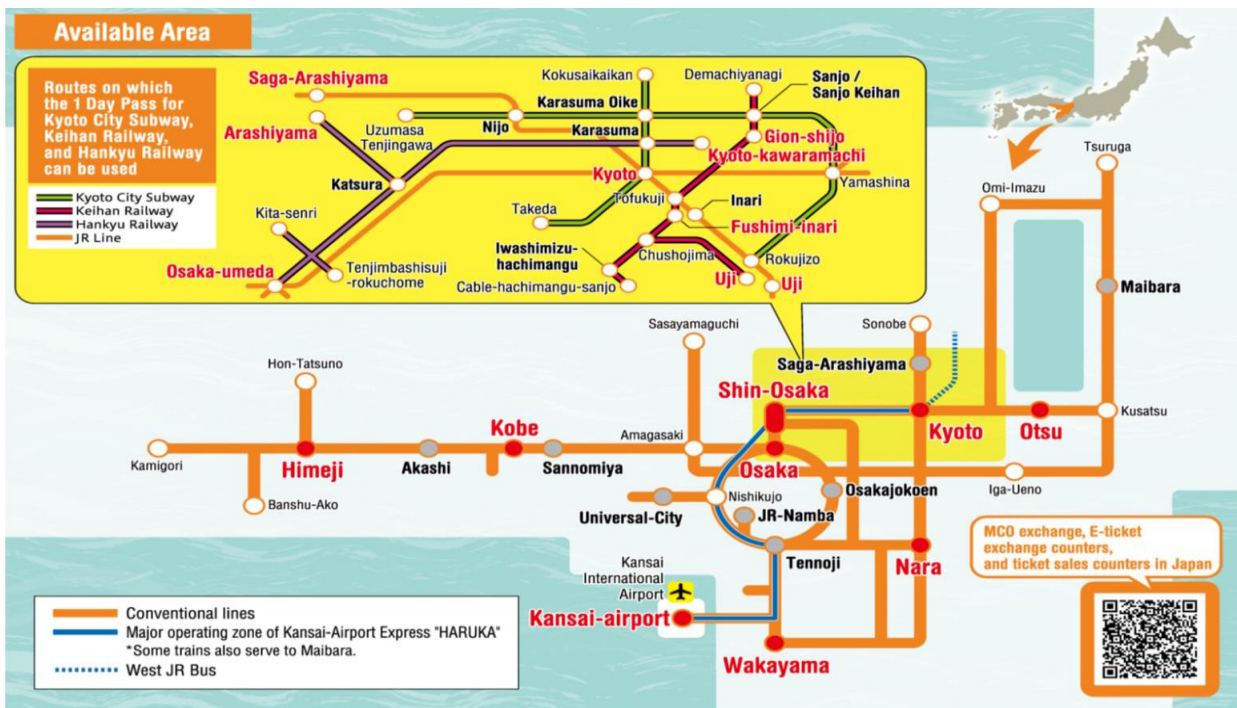 Available Area
Routes on which
the 1 Day Pass for
Kyoto City Subway,
Keihan Railway,
and Hankyu Railway
can be used
Kyoto City Subway
Keihan Railway
Hankyu Railway
JR Line
Saga-Arashiyama
Arashiyama
Uzumasa
Tenjingawa
Nijo
Kokusaikaikan
Karasuma Oike
Karasuma
Demachiyanagi
Sanjo /
Sanjo Keihan
Gion-shijo
Kyoto-kawaramachi
Katsura
Kyoto
Yamashina
Kita-senri
Takeda
Tofukuji
Inari
Fushimi-inari
Osaka-umeda
Tenjimbashisuji
-rokuchome
Iwashimizu-
hachimangu
Chushojima
Rokujizo
Cable-hachimangu-sanjo
Uji
Uji
Tsuruga
Omi-Imazu
Maibara
Sasayamaguchi
Sonobe
Saga-Arashiyama
Hon-Tatsuno
Shin-Osaka
Kyoto
Otsu
Kusatsu
Kobe
Amagasaki
Kamigori
Himeji
Akashi
Sannomiya
Osaka
Iga-Ueno
Banshu-Ako
Universal-City
Nishikujo
Osakajokoen
JR-Namba
Tennoji
Nara
Kansai
International
Airport
Kansai-airport
Wakayama
MCO exchange, E-ticket
exchange counters,
and ticket sales counters in Japan
Conventional lines
Major operating zone of Kansai-Airport Express "HARUKA"
*Some trains also serve to Maibara.
West JR Bus